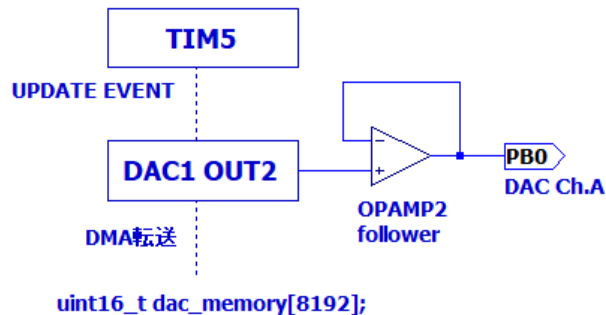 TIM5
UPDATE EVENT
DAC1 OUT2
−
+
PB0
DAC Ch.A
OPAMP2
follower
DMA転送
uint16_t dac_memory[8192];